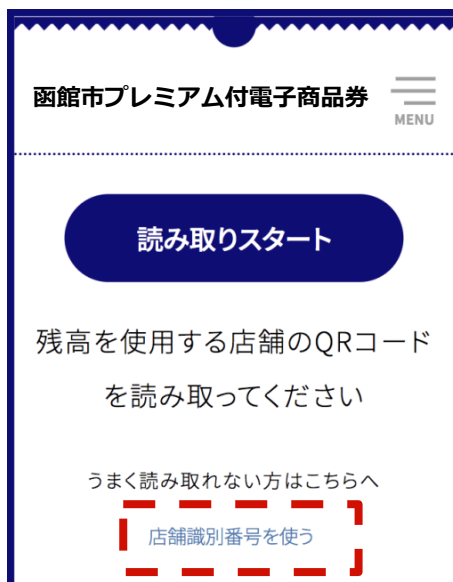 函館市プレミアム付電子商品券
MENU
読み取りスタート
残高を使用する店舗のQRコード
を読み取ってください
うまく読み取れない方はこちらへ
店舗識別番号を使う